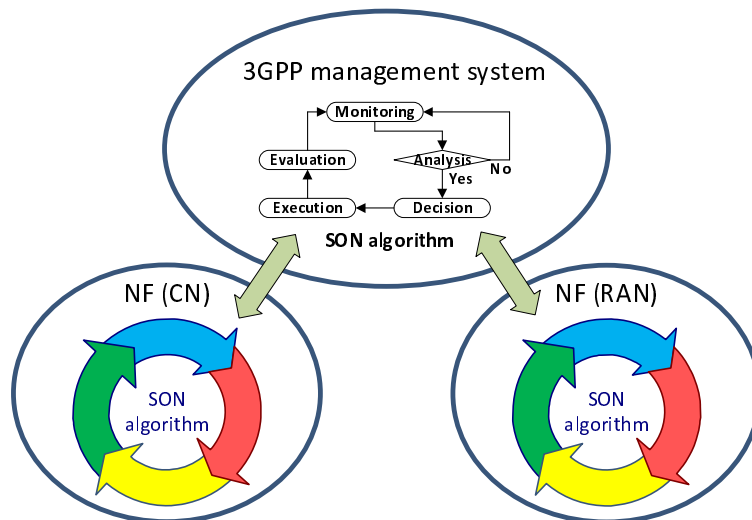 3GPP management system
Monitoring
Evaluation
Analysis
No
Yes
Execution
Decision
SON algorithm
NF (CN)
NF (RAN)
SON
algorithm
SON
algorithm